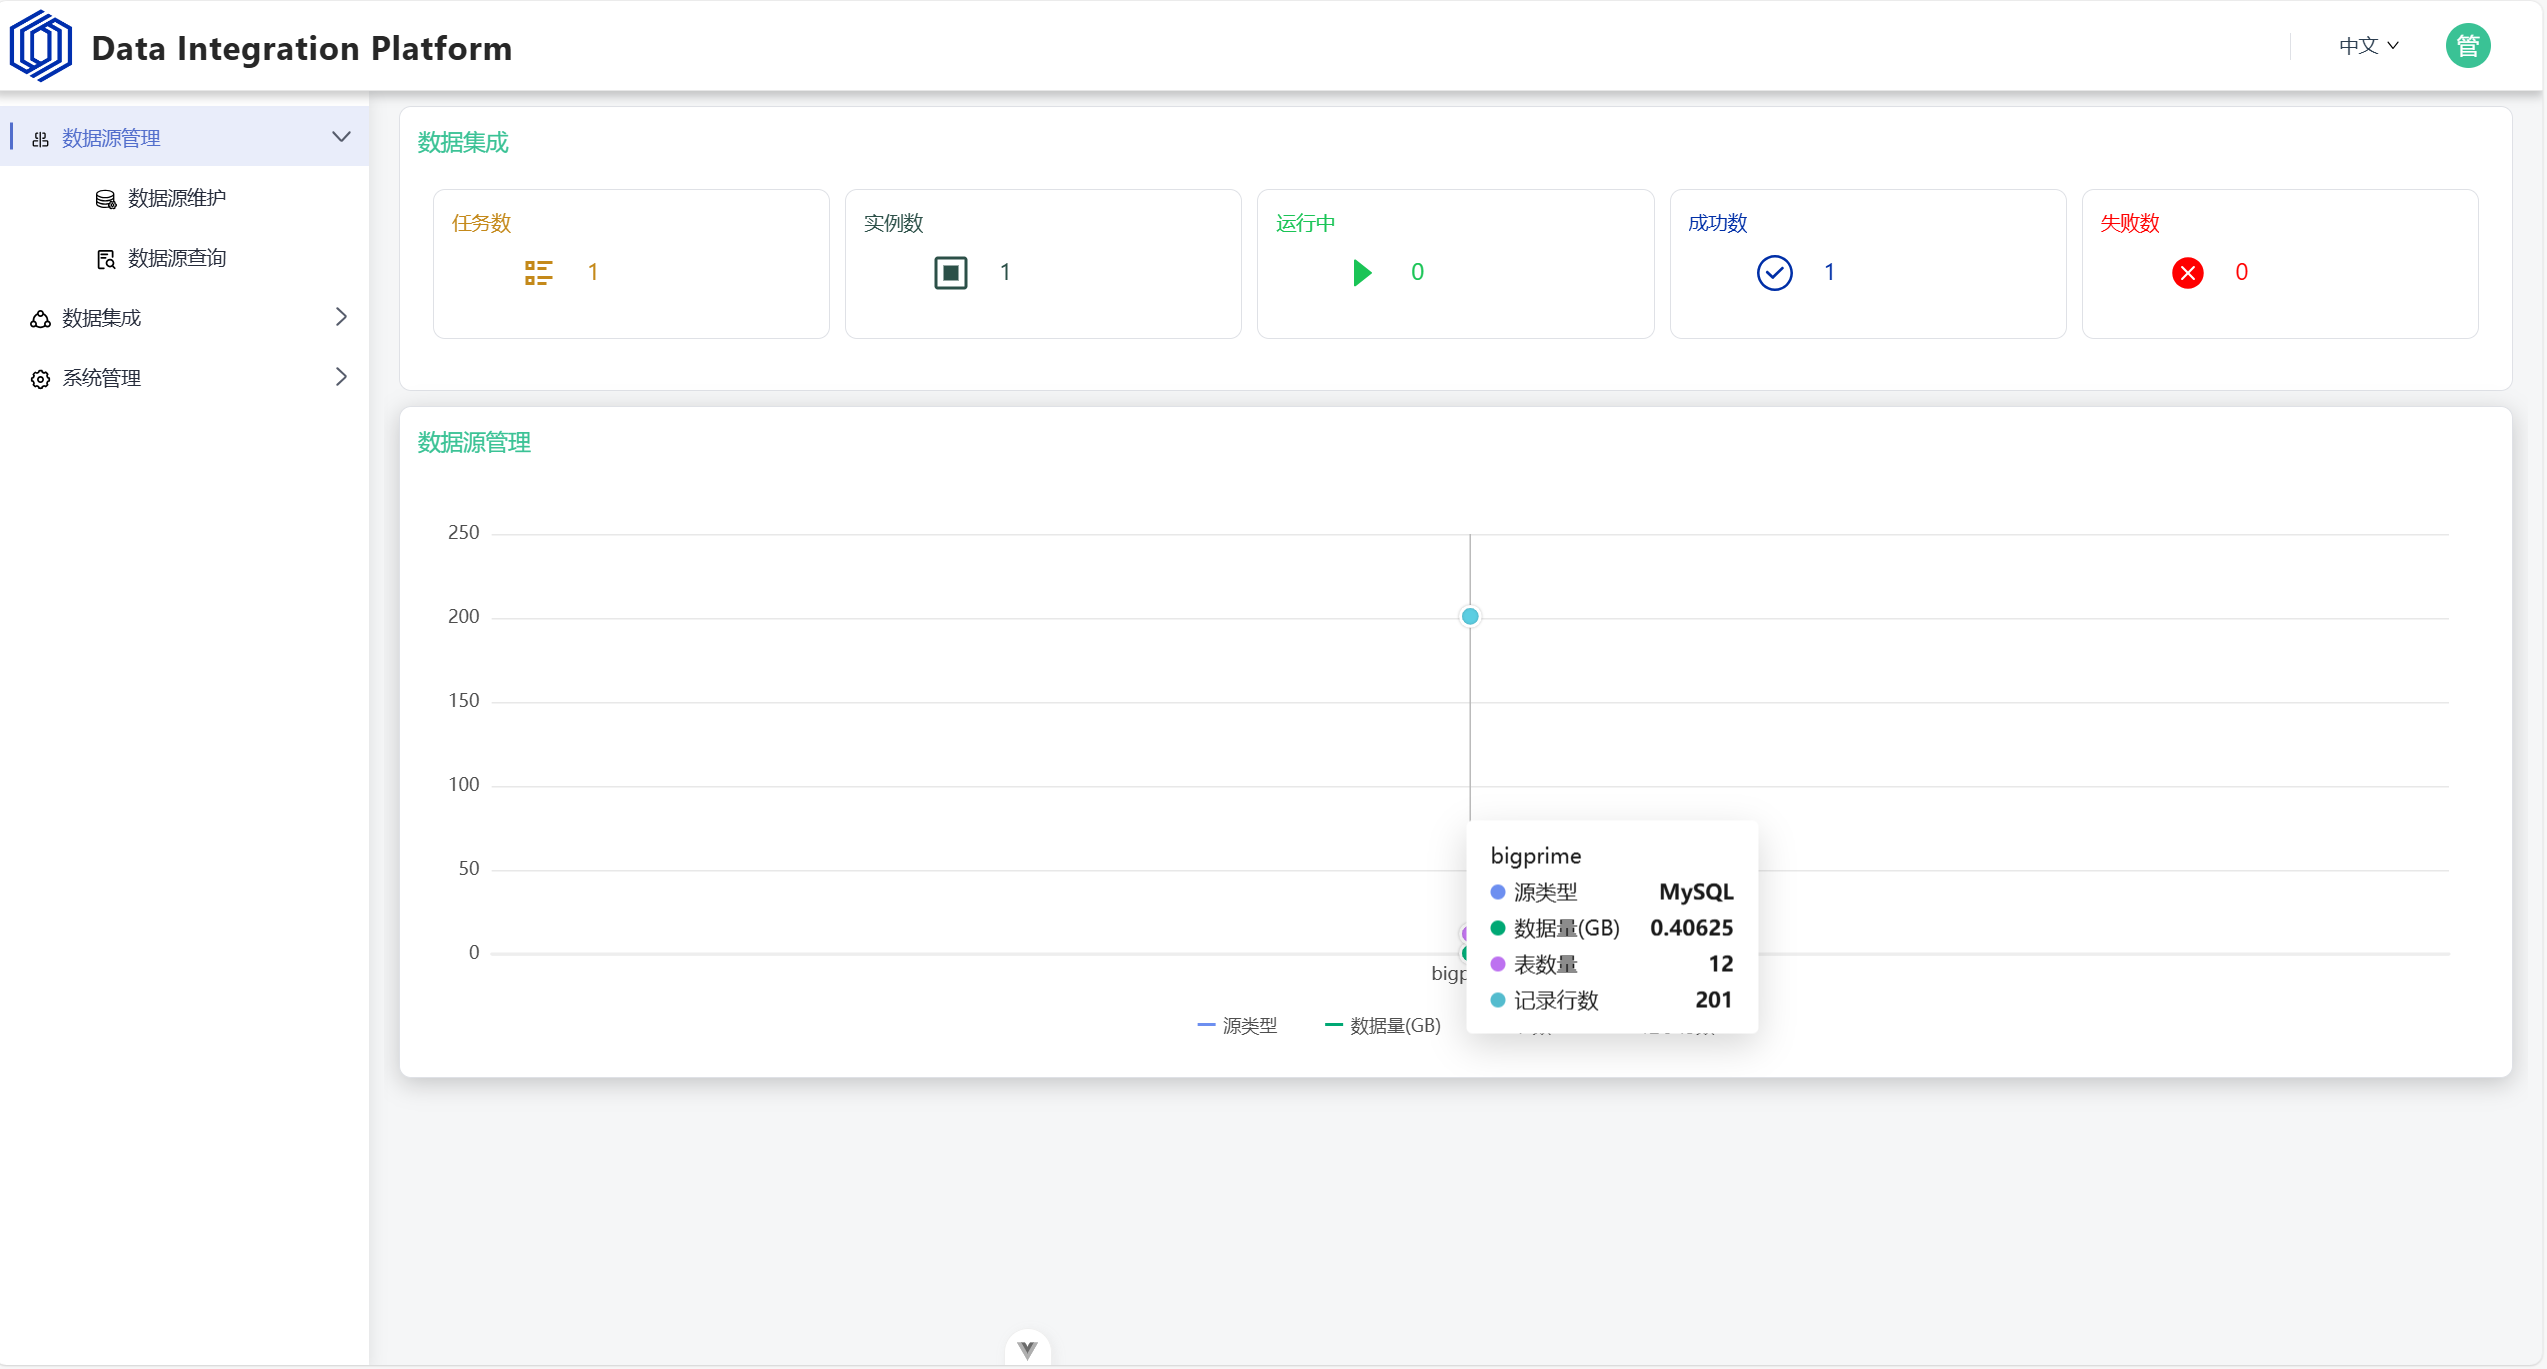 Data Integration Platform
中文
管
数据源管理
数据源维护
数据源查询
数据集成
系统管理
数据集成
任务数
1
实例数
1
运行中
0
成功数
1
失败数
0
数据源管理
250
200
150
100
50
0
bigprime
源类型 MySQL
数据量(GB) 0.40625
表数量 12
记录行数 201
源类型 数据量(GB)